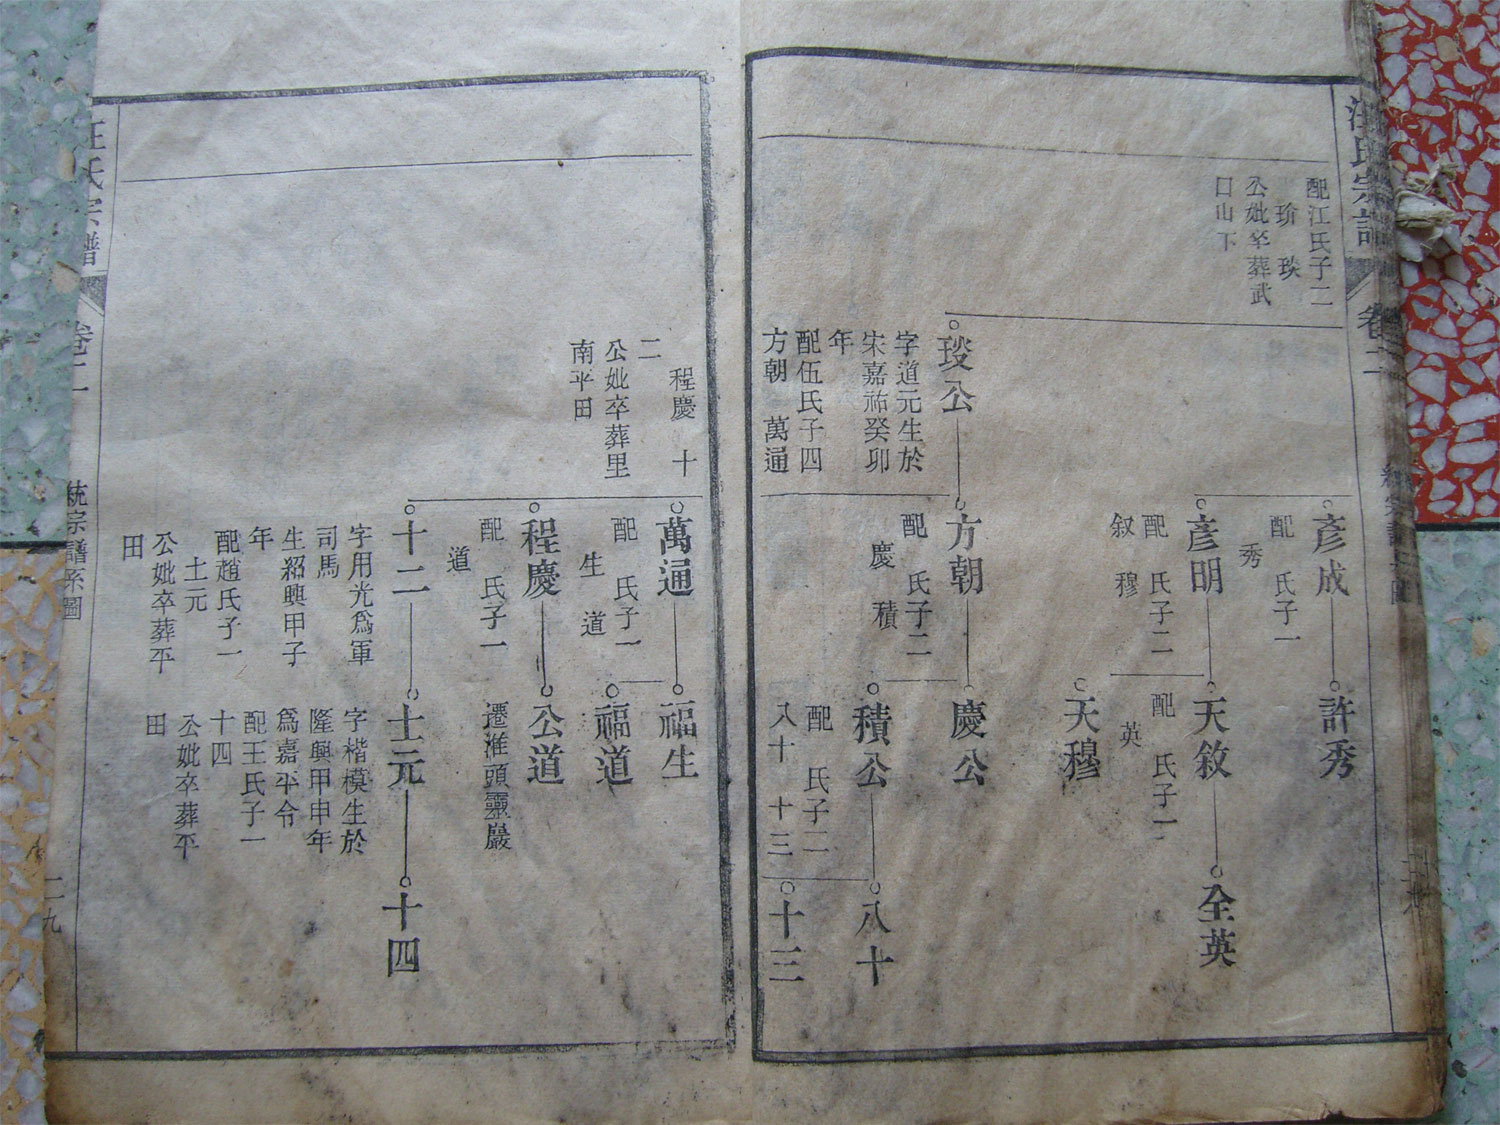 汪氏宗譜
卷二
配江氏子二
玠 琰
公妣卒葬武
口山下
琰公
字道元生於
宋嘉祐癸卯
年
配伍氏子四
方朝 萬通
彥成
配 氏子一
秀
許秀
彥明
配 氏子二
叙 穆
天敘
配 氏子一
英
全英
天穆
方朝
配 氏子二
慶 積
慶公
積公
配 氏子二
八十 十三
八十
十三
程慶 十
二
公妣卒葬里
南平田
萬通
配 氏子一
生 道
福生
福道
程慶
配 氏子一
道
公道
遷淮頭靈巖
十二
字用光爲軍
司馬
生紹興甲子
年
配趙氏子一
士元
公妣卒葬平
田
士元
字楷模生於
隆興甲申年
爲嘉平令
配王氏子一
十四
公妣卒葬平
田
十四
汪氏宗譜
卷二
統宗譜系圖
二九